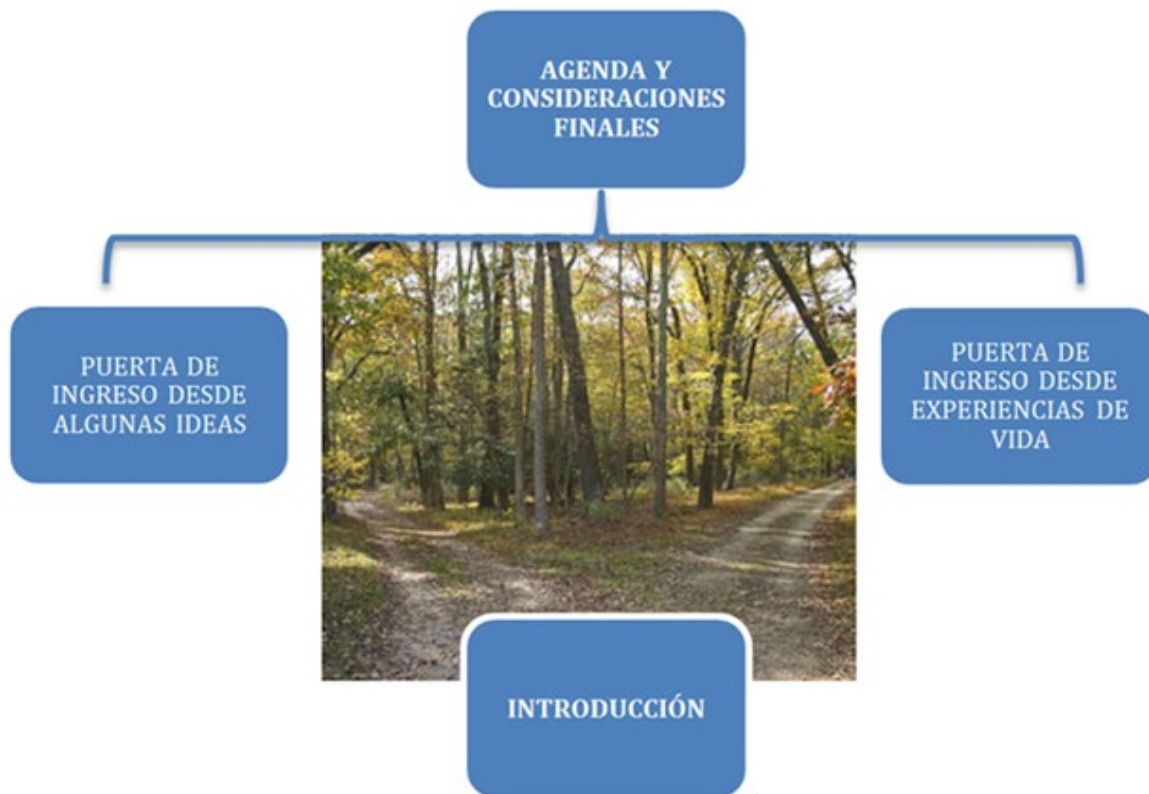 AGENDA Y
CONSIDERACIONES
FINALES
PUERTA DE
INGRESO DESDE
ALGUNAS IDEAS
PUERTA DE
INGRESO DESDE
EXPERIENCIAS DE
VIDA
INTRODUCCIÓN